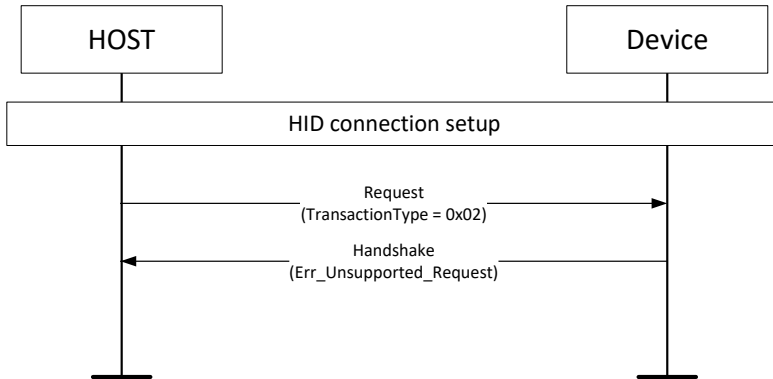 HOST
Device
HID connection setup
Request
(TransactionType = 0x02)
Handshake
(Err_Unsupported_Request)